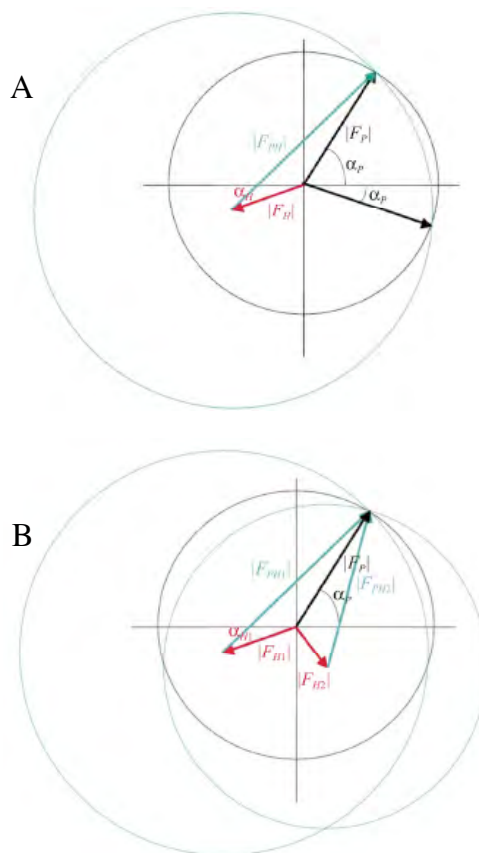 A
|F_P|
|F_PH|
α_P
α_H
α_P
|F_H|
B
|F_P|
|F_PH1|
|F_PH2|
α_P
α_H1
|F_H1|
|F_H2|